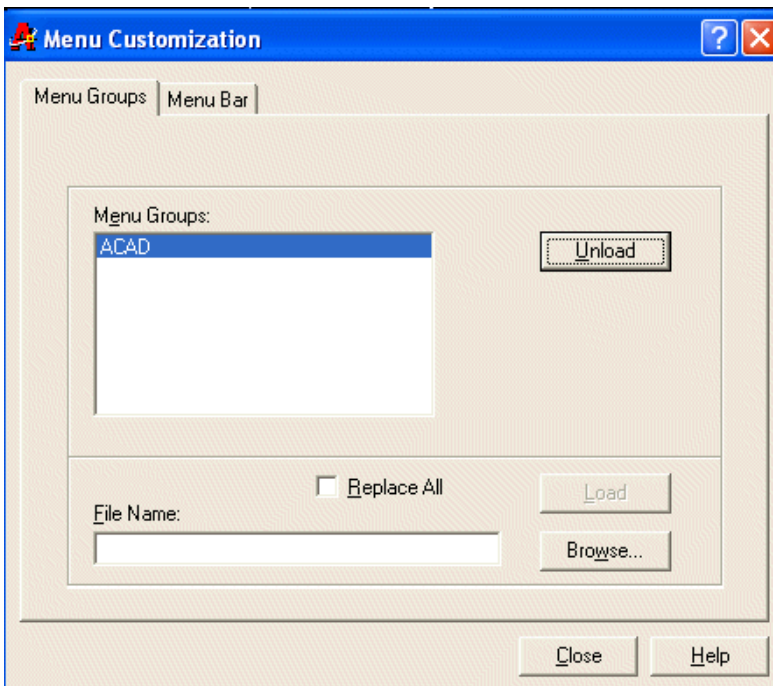 Menu Customization
Menu Groups
Menu Bar
Menu Groups:
ACAD
Unload
Replace All
Load
File Name:
Browse...
Close
Help